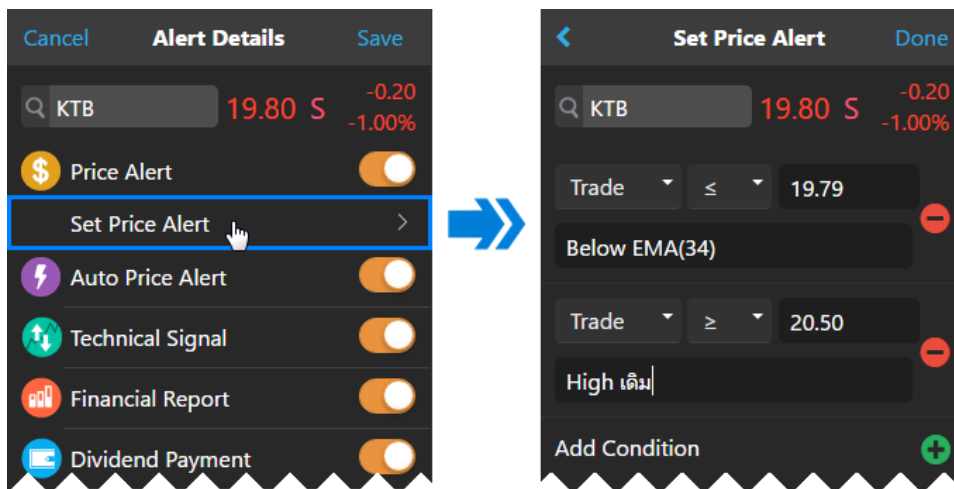 Cancel Alert Details Save
KTB 19.80 S -0.20
-1.00%
Price Alert
Set Price Alert
Auto Price Alert
Technical Signal
Financial Report
Dividend Payment
Set Price Alert Done
KTB 19.80 S -0.20
-1.00%
Trade ≤ 19.79
Below EMA(34)
Trade ≥ 20.50
High เดิม
Add Condition